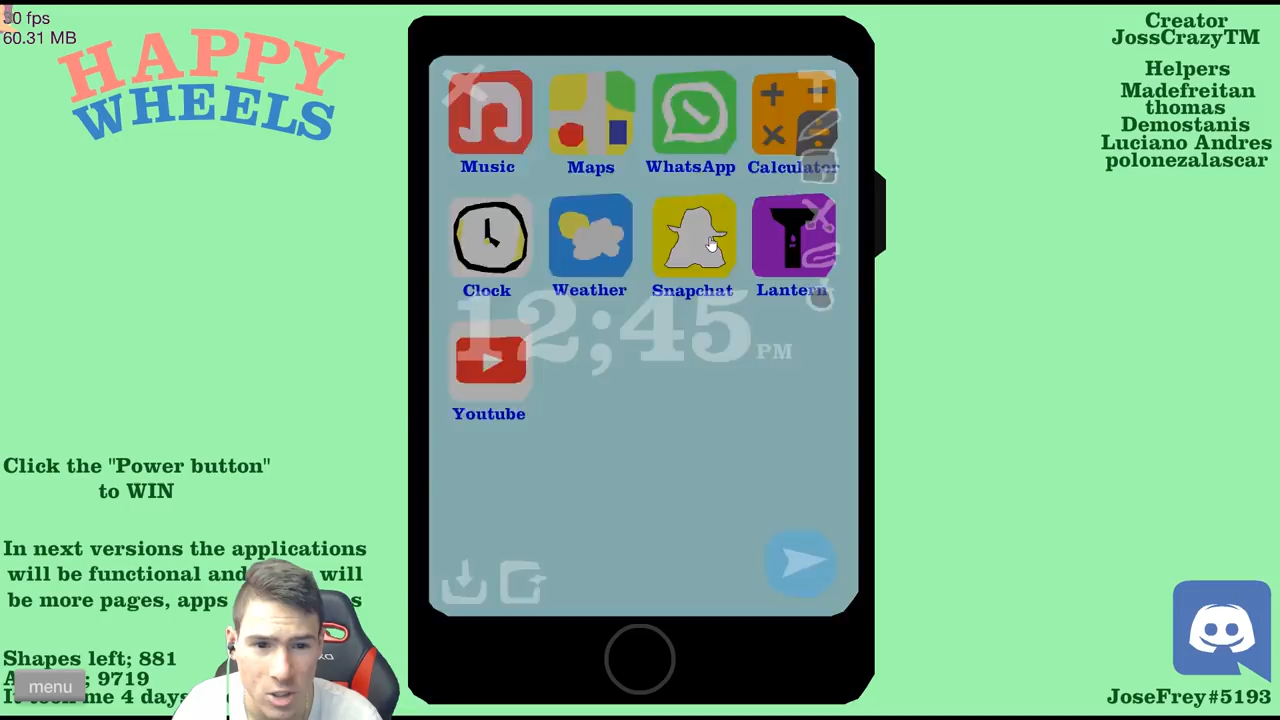 30 fps
60.31 MB
HAPPY
WHEELS
Creator
JossCrazyTM
Helpers
Madefreitan
thomas
Demostanis
Luciano Andres
polonezalascar
Music
Maps
WhatsApp
Calculator
Clock
Weather
Snapchat
Lantern
12;45
PM
Youtube
Click the "Power button"
to WIN
In next versions the applications
will be functional and will
be more pages, apps
Shapes left; 881
; 9719
menu
It took me 4 days
JoseFrey#5193